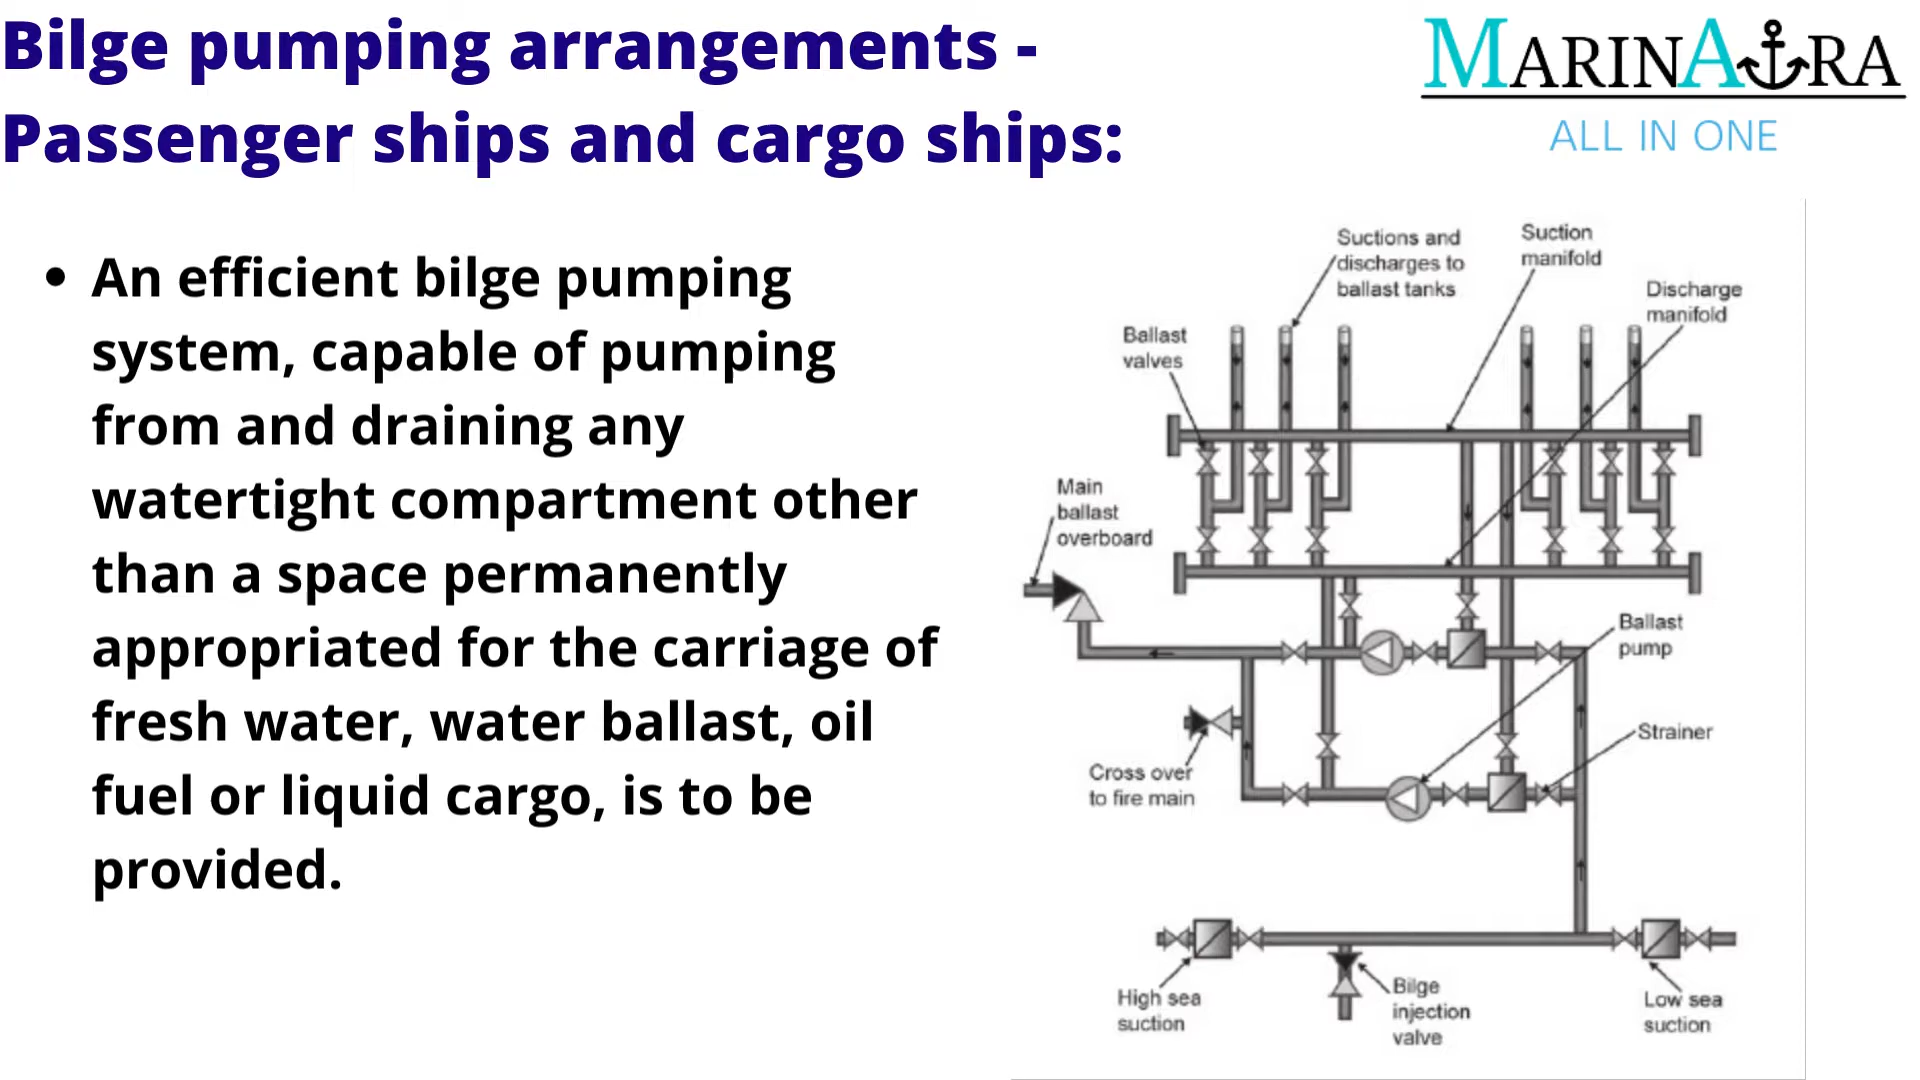 Bilge pumping arrangements -
Passenger ships and cargo ships:
MARINA RA
ALL IN ONE
• An efficient bilge pumping
system, capable of pumping
from and draining any
watertight compartment other
than a space permanently
appropriated for the carriage of
fresh water, water ballast, oil
fuel or liquid cargo, is to be
provided.
Suctions and
discharges to
ballast tanks
Suction
manifold
Discharge
manifold
Ballast
valves
Main
ballast
overboard
Ballast
pump
Strainer
Cross over
to fire main
High sea
suction
Bilge
injection
valve
Low sea
suction